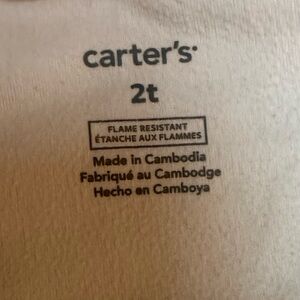 carter's
2t
FLAME RESISTANT
ÉTANCHE AUX FLAMMES
Made in Cambodia
Fabriqué au Cambodge
Hecho en Camboya